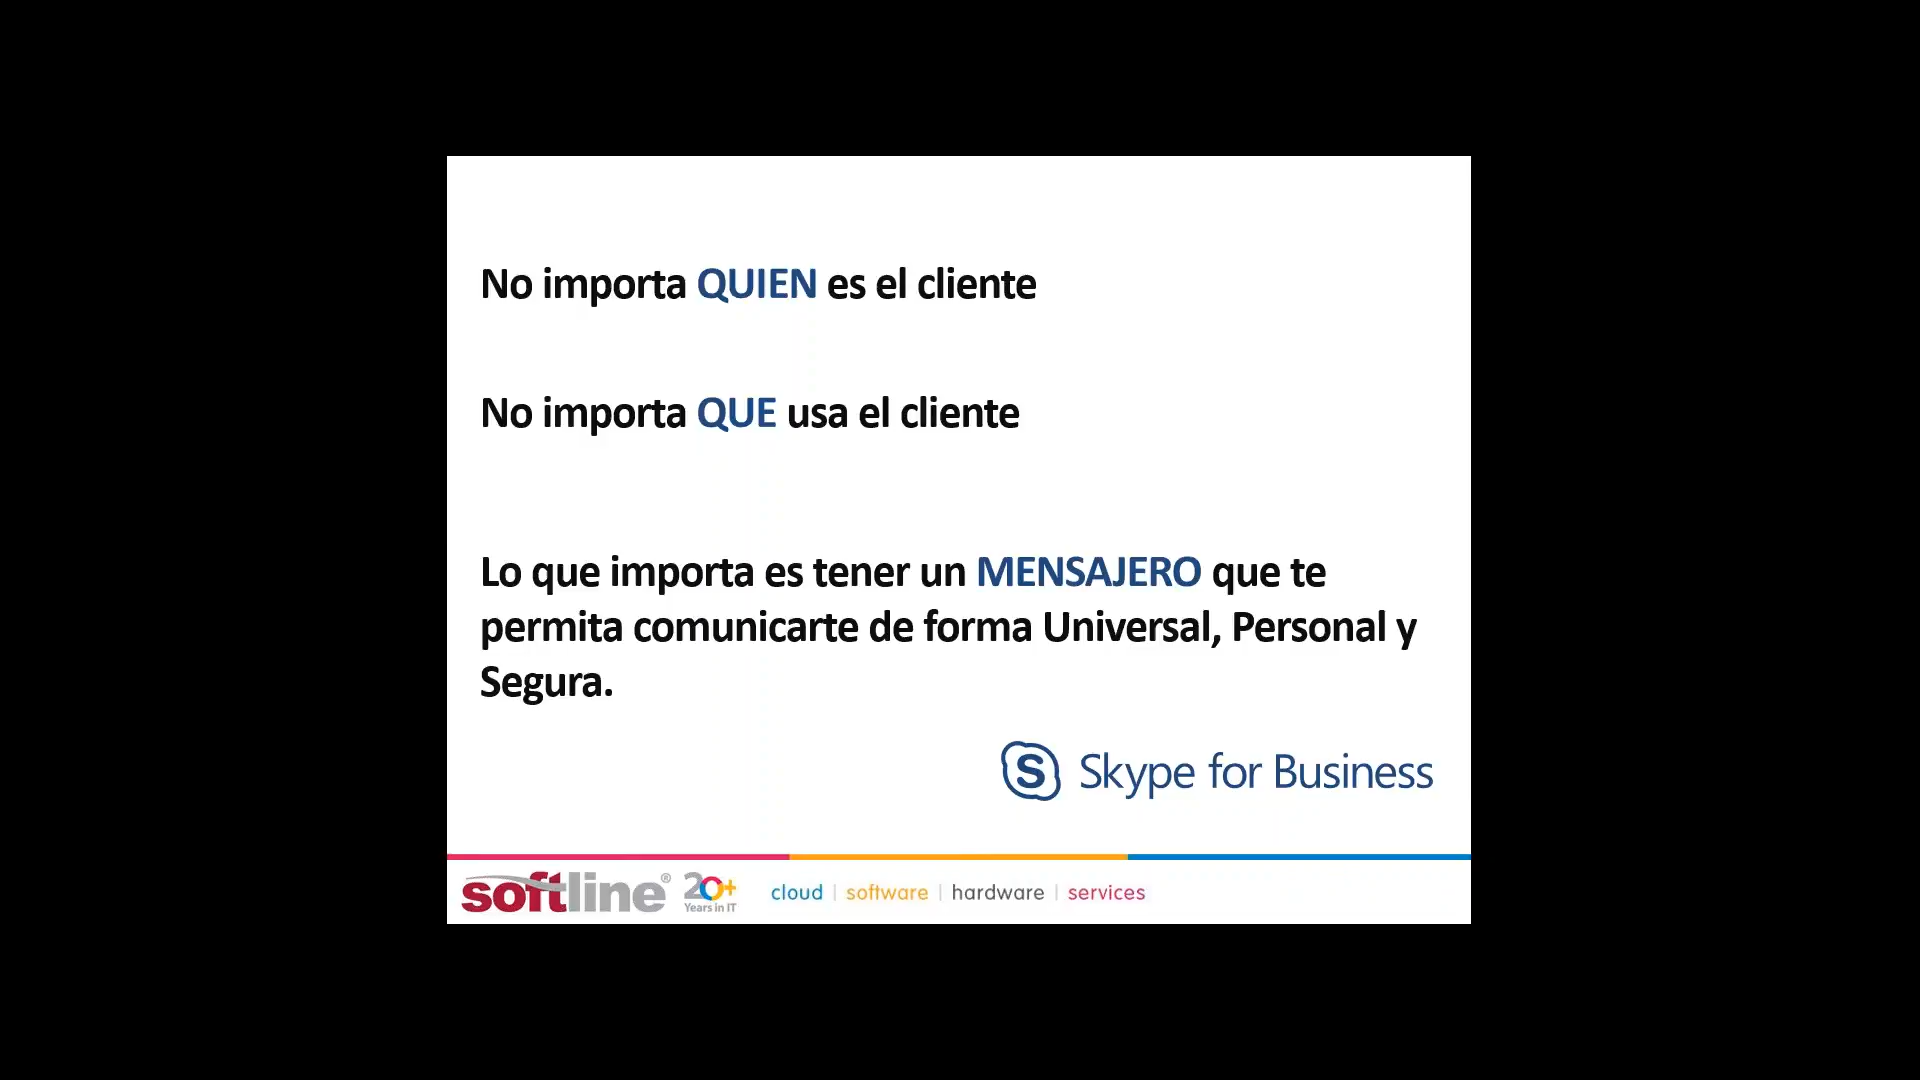 No importa QUIEN es el cliente
No importa QUE usa el cliente
Lo que importa es tener un MENSAJERO que te
permita comunicarte de forma Universal, Personal y
Segura.
S Skype for Business
softline® 20+ Years in IT cloud | software | hardware | services